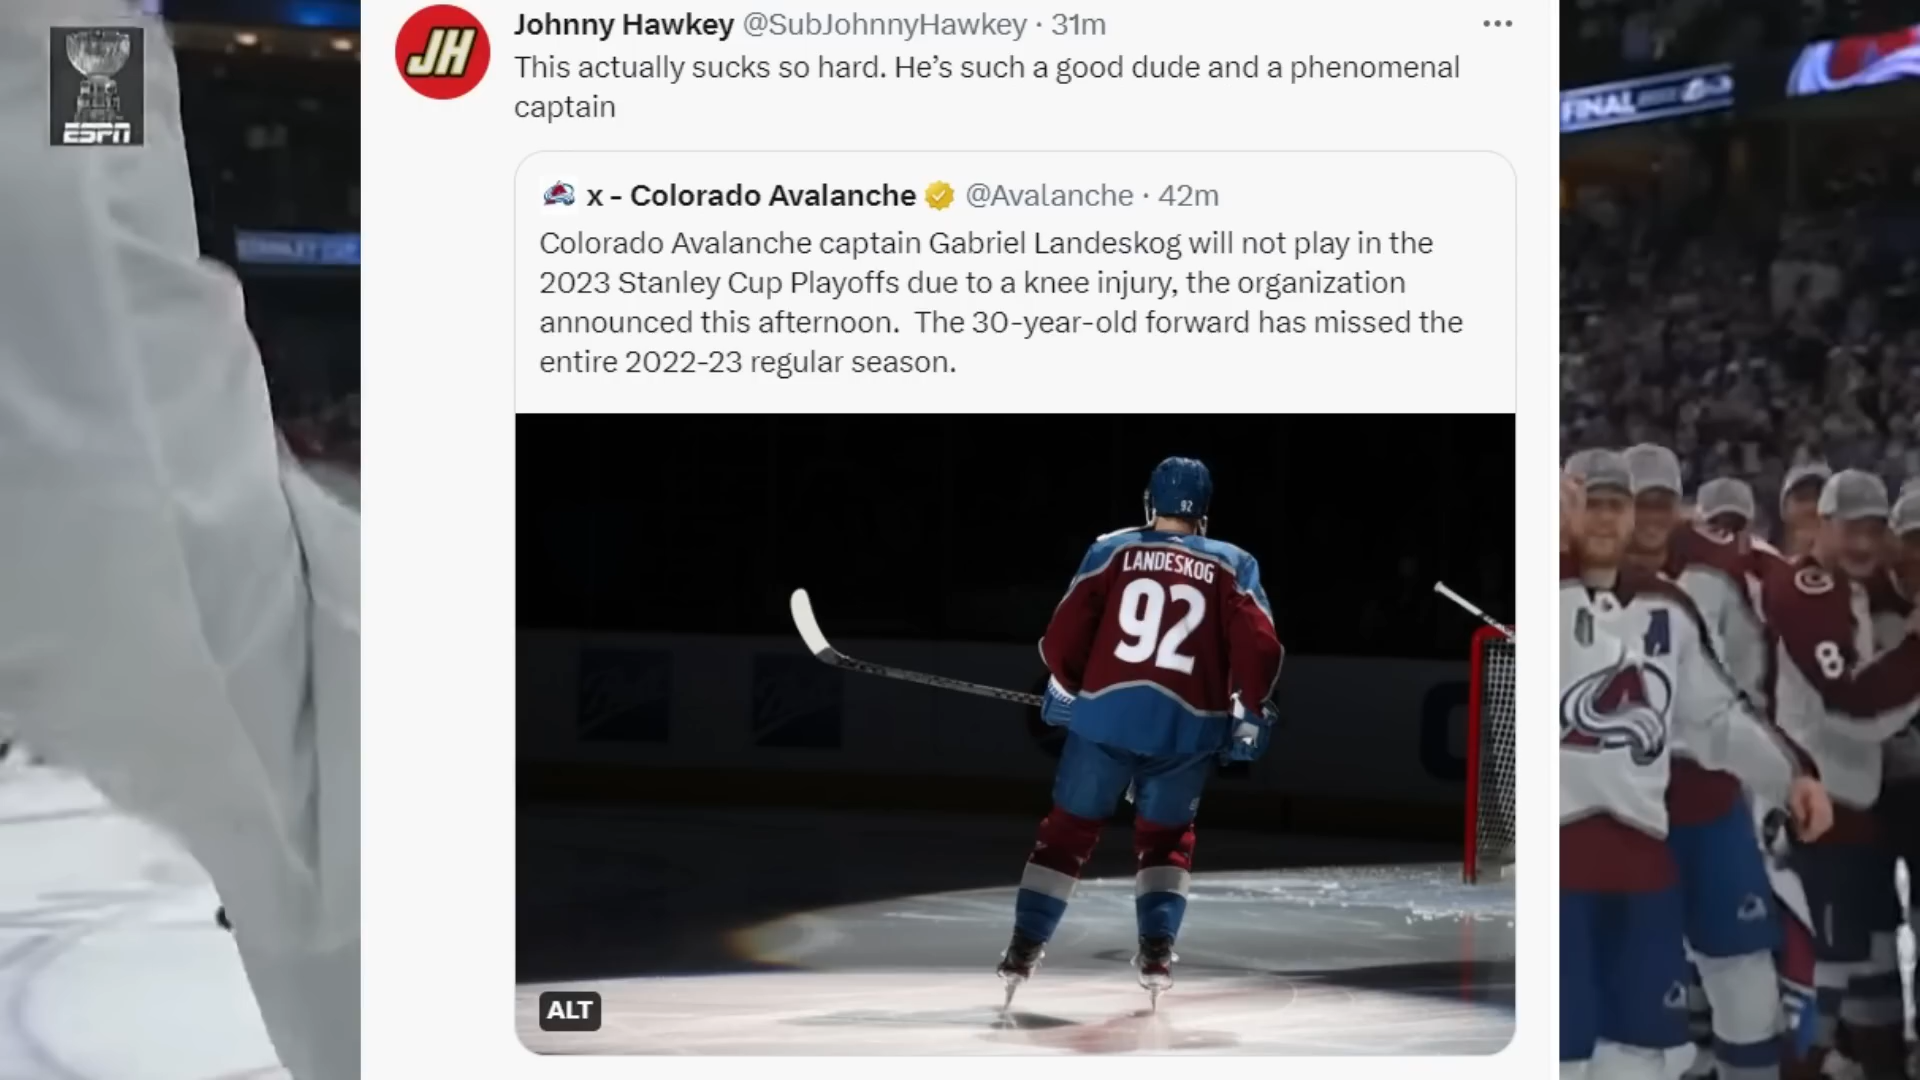 ESPN
JH
Johnny Hawkey @SubJohnnyHawkey · 31m
This actually sucks so hard. He’s such a good dude and a phenomenal
captain
x - Colorado Avalanche @Avalanche · 42m
Colorado Avalanche captain Gabriel Landeskog will not play in the
2023 Stanley Cup Playoffs due to a knee injury, the organization
announced this afternoon.  The 30-year-old forward has missed the
entire 2022-23 regular season.
92
LANDESKOG
92
ALT
FINAL
A
8